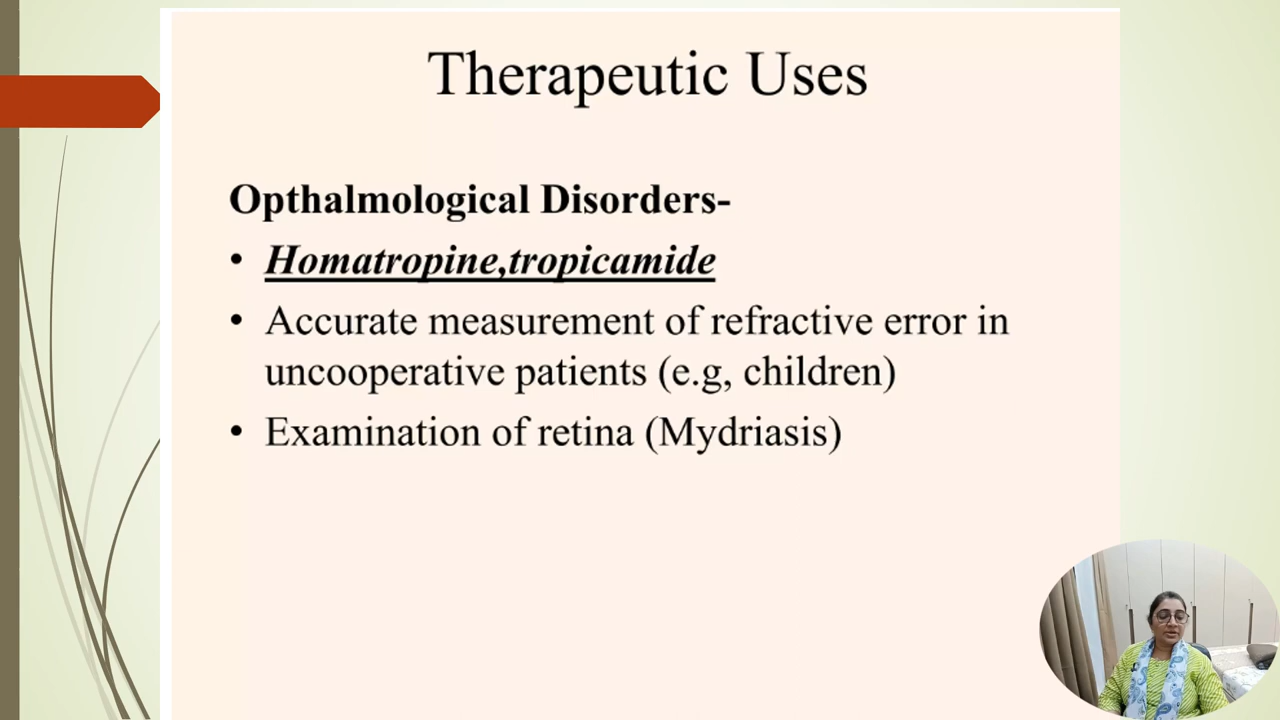 Therapeutic Uses
Opthalmological Disorders-
• Homatropine,tropicamide
• Accurate measurement of refractive error in
uncooperative patients (e.g, children)
• Examination of retina (Mydriasis)